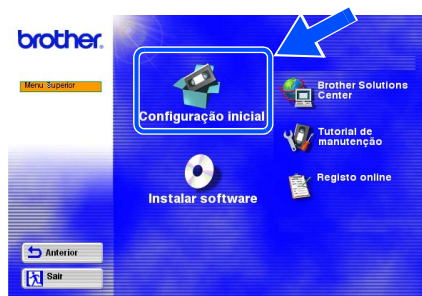 brother.
Menu Superior
Configuração inicial
Instalar software
Brother Solutions
Center
Tutorial de
manutenção
Registo online
Anterior
Sair